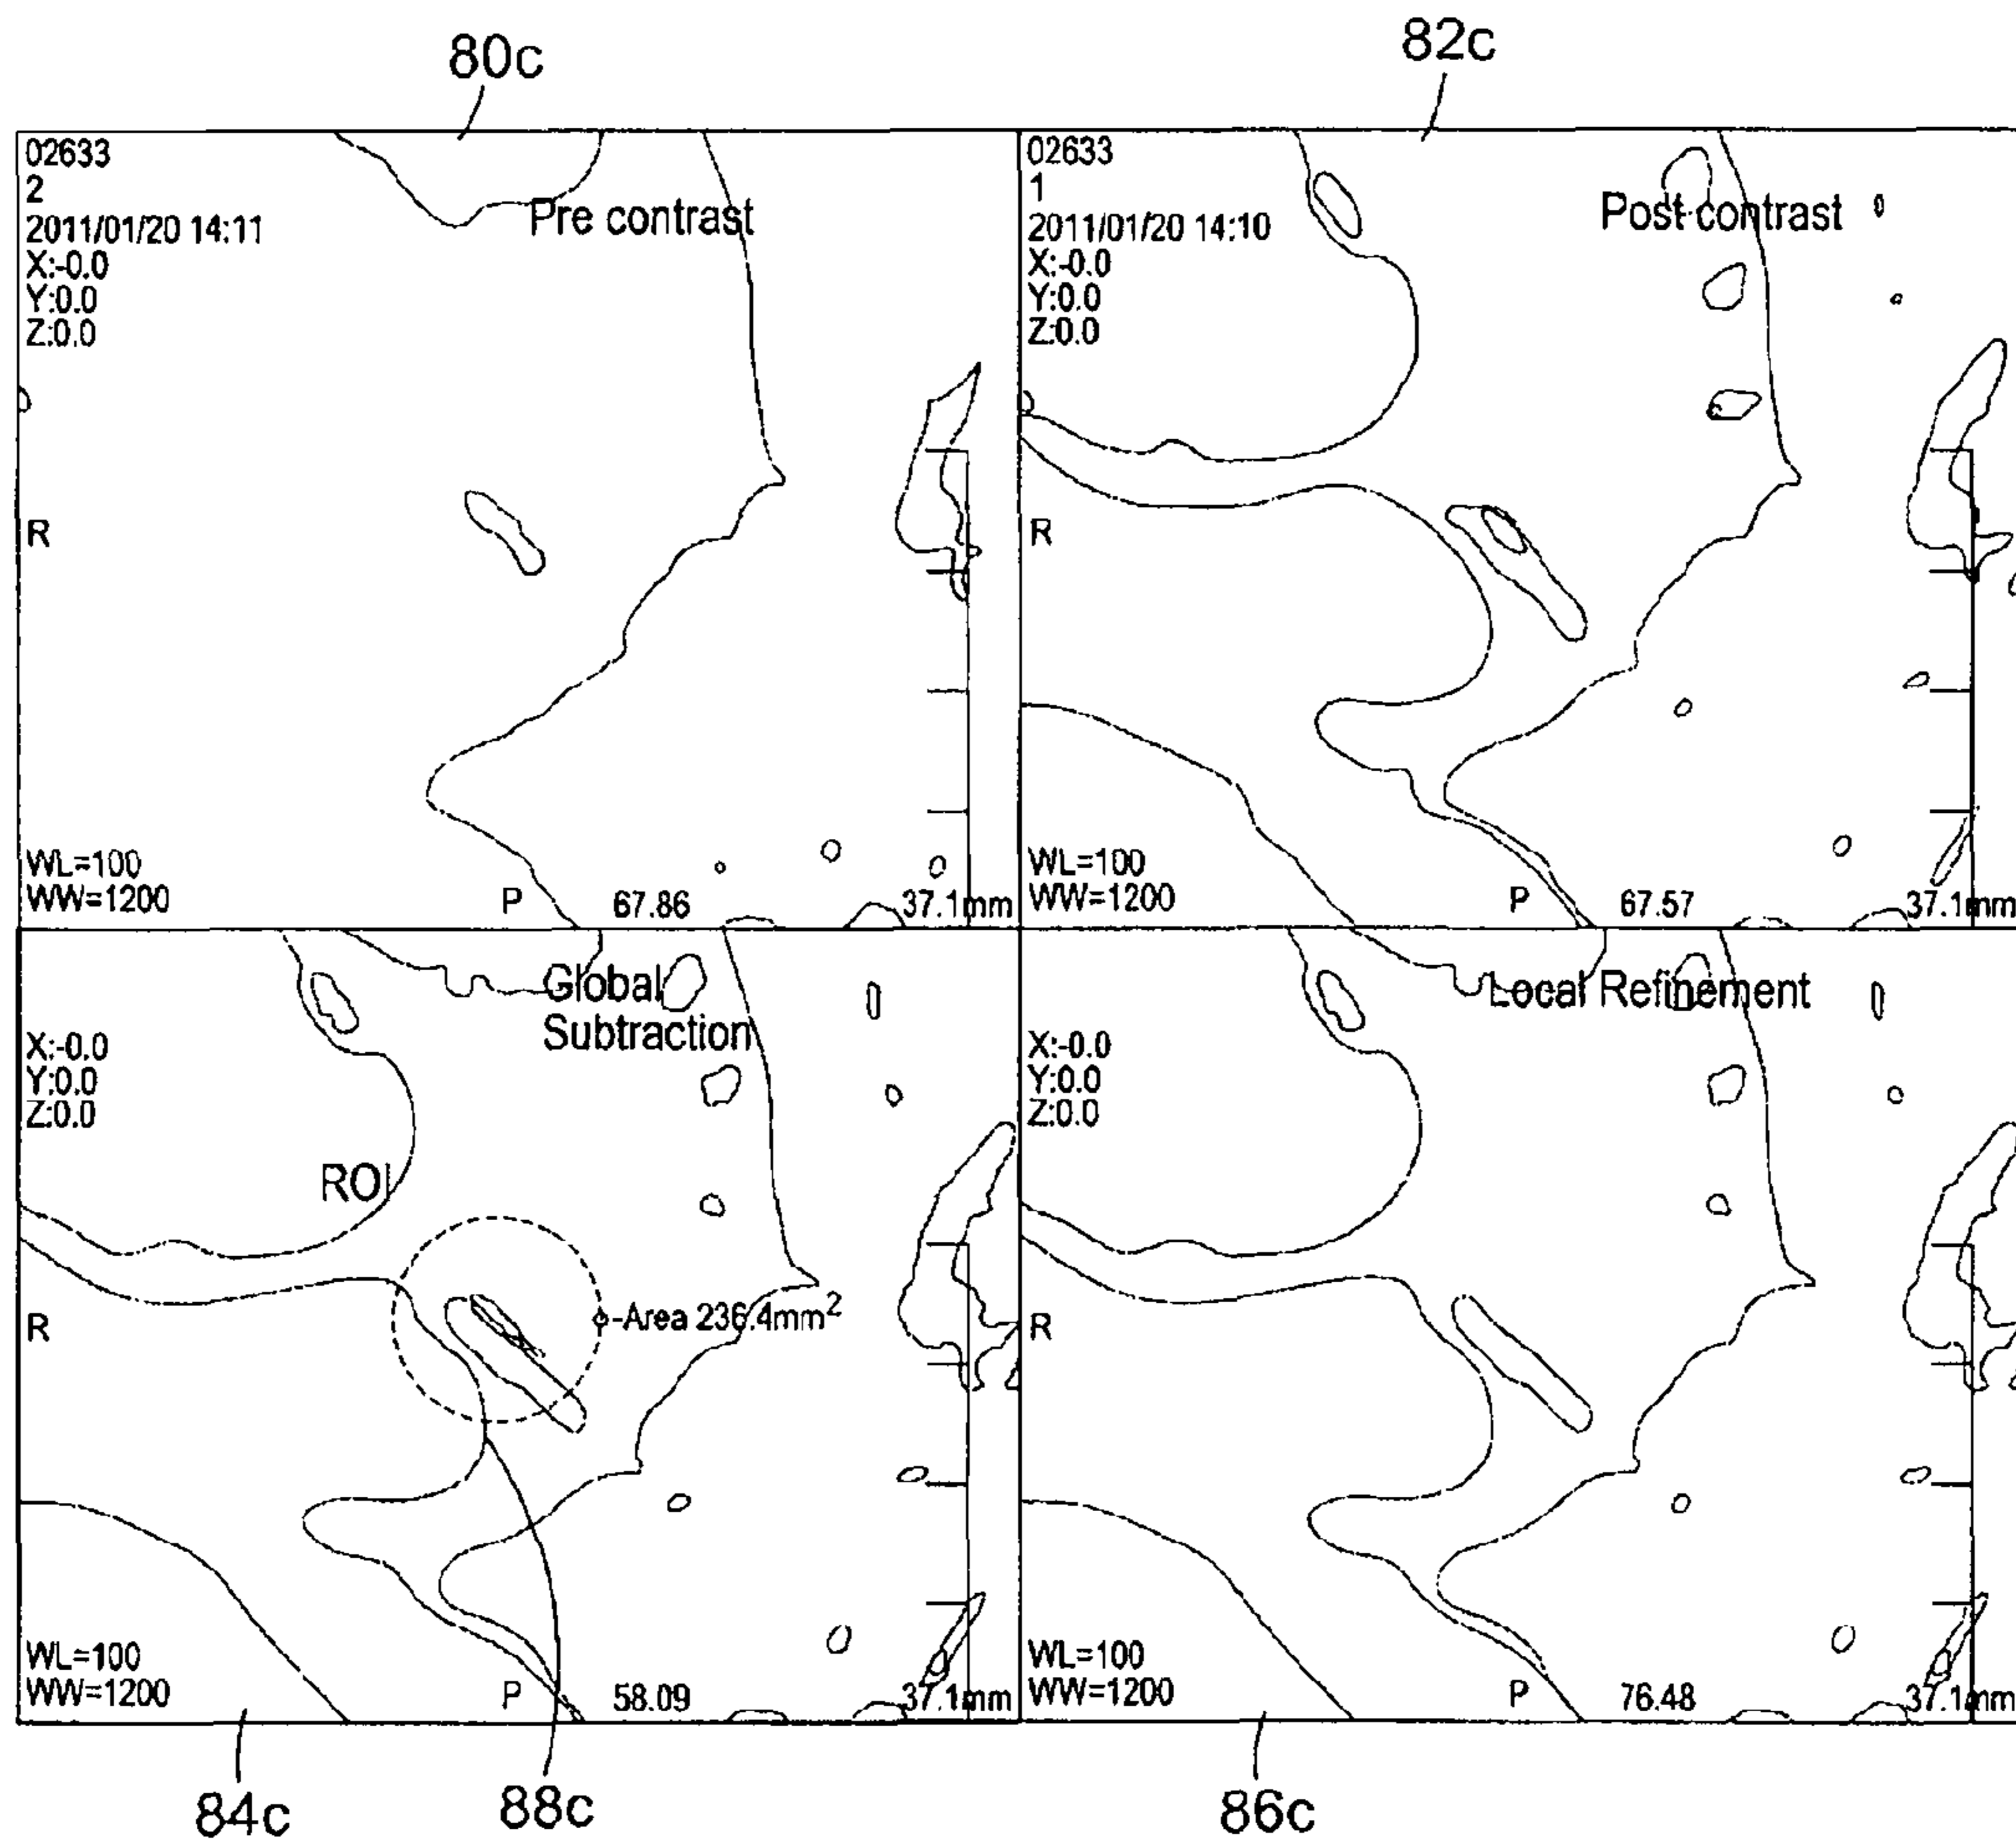 80c
82c
02633
2
2011/01/20 14:11
X:-0.0
Y:0.0
Z:0.0
Pre contrast
R
WL=100
WW=1200
P
67.86
37.1mm
02633
1
2011/01/20 14:10
X:-0.0
Y:0.0
Z:0.0
Post contrast
R
WL=100
WW=1200
P
67.57
37.1mm
Global
Subtraction
X:-0.0
Y:0.0
Z:0.0
ROI
R
-Area 236.4mm²
WL=100
WW=1200
P
58.09
37.1mm
Local Refinement
X:-0.0
Y:0.0
Z:0.0
R
WL=100
WW=1200
P
76.48
37.1mm
84c
88c
86c